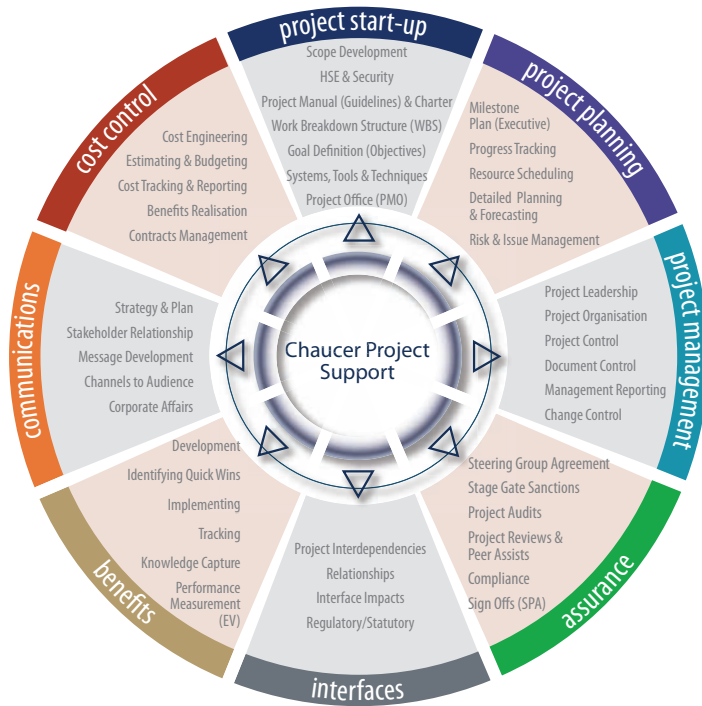 project start-up
Scope Development
HSE & Security
Project Manual (Guidelines) & Charter
Work Breakdown Structure (WBS)
Goal Definition (Objectives)
Systems, Tools & Techniques
Project Office (PMO)
project planning
Milestone
Plan (Executive)
Progress Tracking
Resource Scheduling
Detailed Planning
& Forecasting
Risk & Issue Management
project management
Project Leadership
Project Organisation
Project Control
Document Control
Management Reporting
Change Control
assurance
Steering Group Agreement
Stage Gate Sanctions
Project Audits
Project Reviews &
Peer Assists
Compliance
Sign Offs (SPA)
interfaces
Project Interdependencies
Relationships
Interface Impacts
Regulatory/Statutory
benefits
Development
Identifying Quick Wins
Implementing
Tracking
Knowledge Capture
Performance
Measurement
(EV)
communications
Strategy & Plan
Stakeholder Relationship
Message Development
Channels to Audience
Corporate Affairs
cost control
Cost Engineering
Estimating & Budgeting
Cost Tracking & Reporting
Benefits Realisation
Contracts Management
Chaucer Project
Support